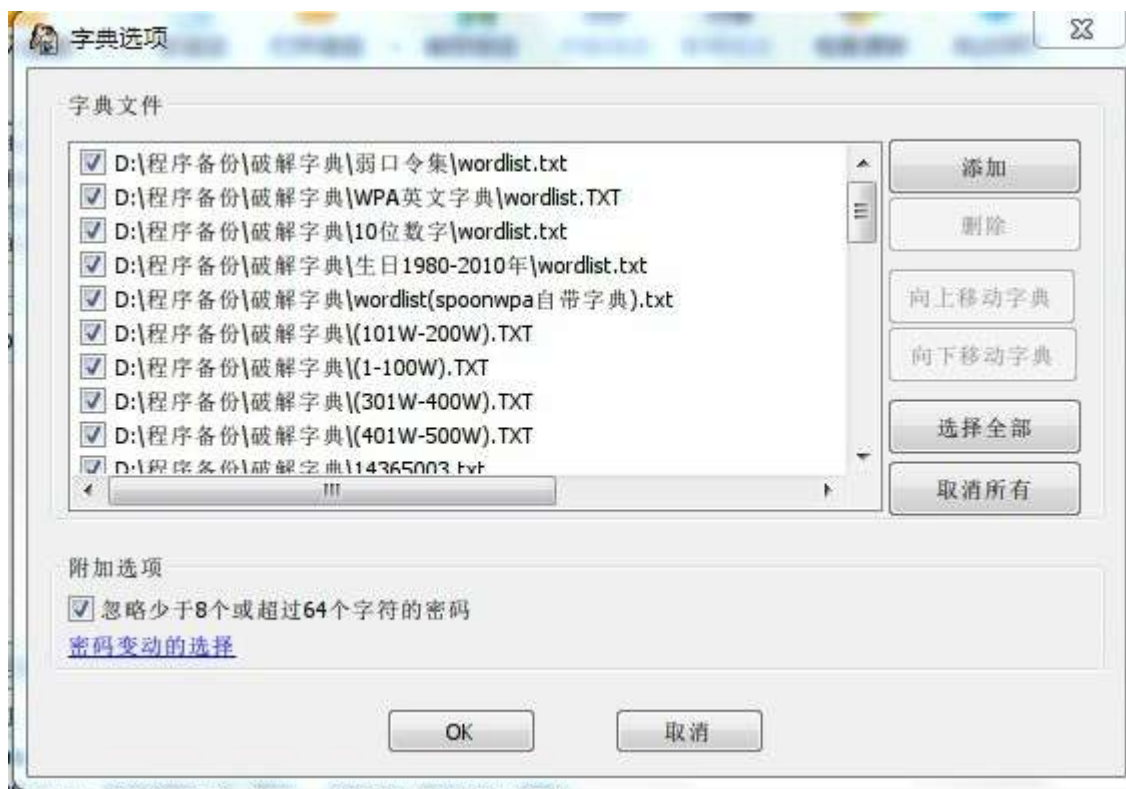 字典选项
字典文件
D:\程序备份\破解字典\弱口令集\wordlist.txt
D:\程序备份\破解字典\WPA英文字典\wordlist.TXT
D:\程序备份\破解字典\10位数字\wordlist.txt
D:\程序备份\破解字典\生日1980-2010年\wordlist.txt
D:\程序备份\破解字典\wordlist(spoonwpa自带字典).txt
D:\程序备份\破解字典\(101W-200W).TXT
D:\程序备份\破解字典\(1-100W).TXT
D:\程序备份\破解字典\(301W-400W).TXT
D:\程序备份\破解字典\(401W-500W).TXT
D:\程序备份\破解字典\14365003.txt
添加
删除
向上移动字典
向下移动字典
选择全部
取消所有
附加选项
忽略少于8个或超过64个字符的密码
密码变动的选择
OK
取消